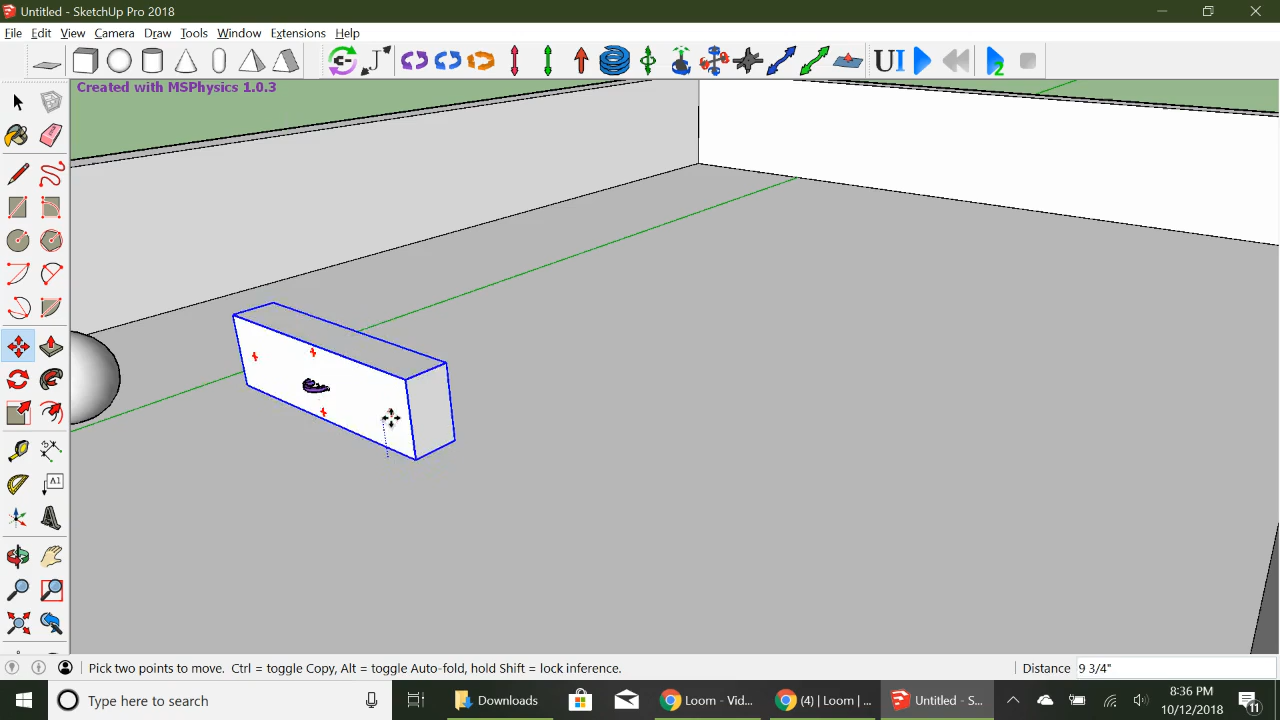 Untitled - SketchUp Pro 2018
File Edit View Camera Draw Tools Window Extensions Help
UI
2
Created with MSPhysics 1.0.3
A1
Pick two points to move. Ctrl = toggle Copy, Alt = toggle Auto-fold, hold Shift = lock inference.
Distance 9 3/4"
Type here to search
Downloads
Loom - Vid...
(4) | Loom | ...
Untitled - S...
8:36 PM
10/12/2018
11